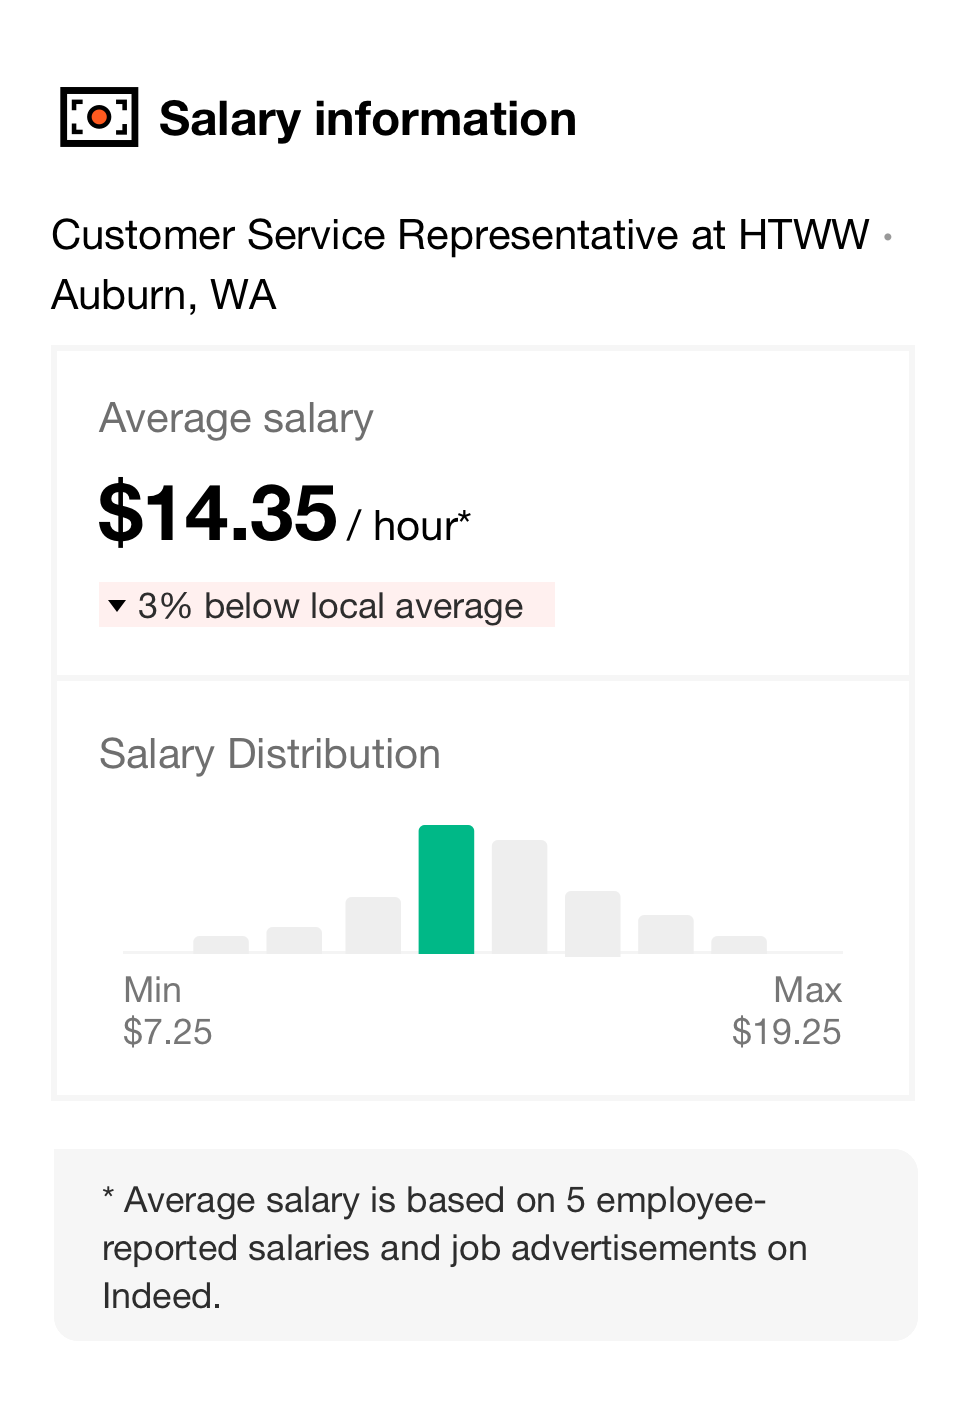 Salary information
Customer Service Representative at HTWW ·
Auburn, WA
Average salary
$14.35 / hour*
3% below local average
Salary Distribution
Min
Max
$7.25
$19.25
* Average salary is based on 5 employee-
reported salaries and job advertisements on
Indeed.